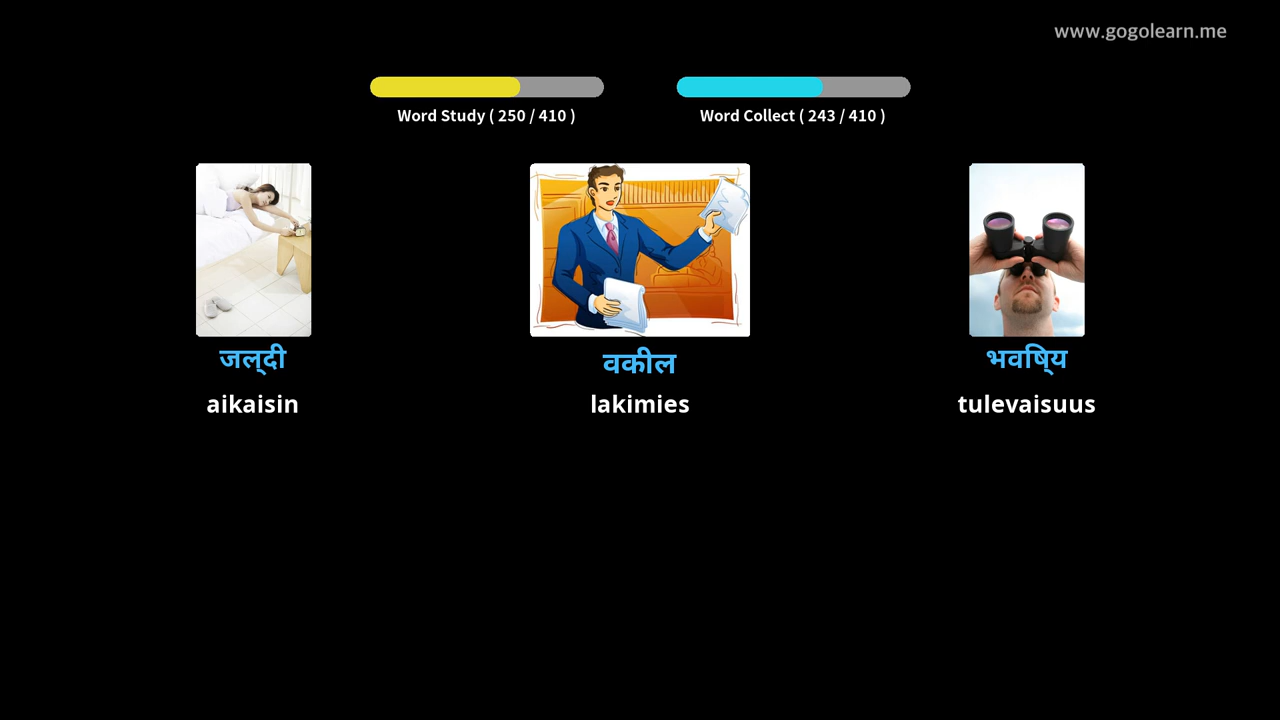 www.gogolearn.me
Word Study ( 250 / 410 )
Word Collect ( 243 / 410 )
जल्दी
वकील
भविष्य
aikaisin
lakimies
tulevaisuus